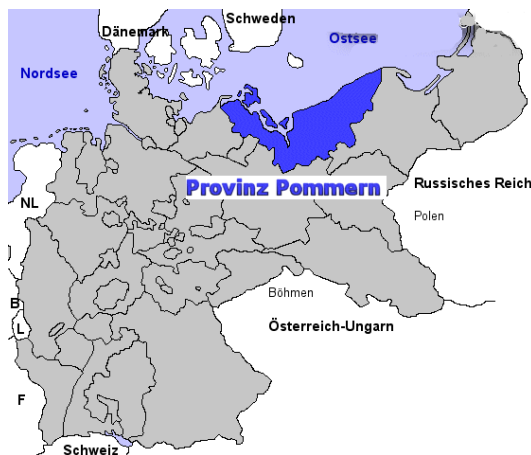 Schweden
Dänemark
Ostsee
Nordsee
Provinz Pommern
Russisches Reich
NL
Polen
Böhmen
B
Österreich-Ungarn
L
F
Schweiz